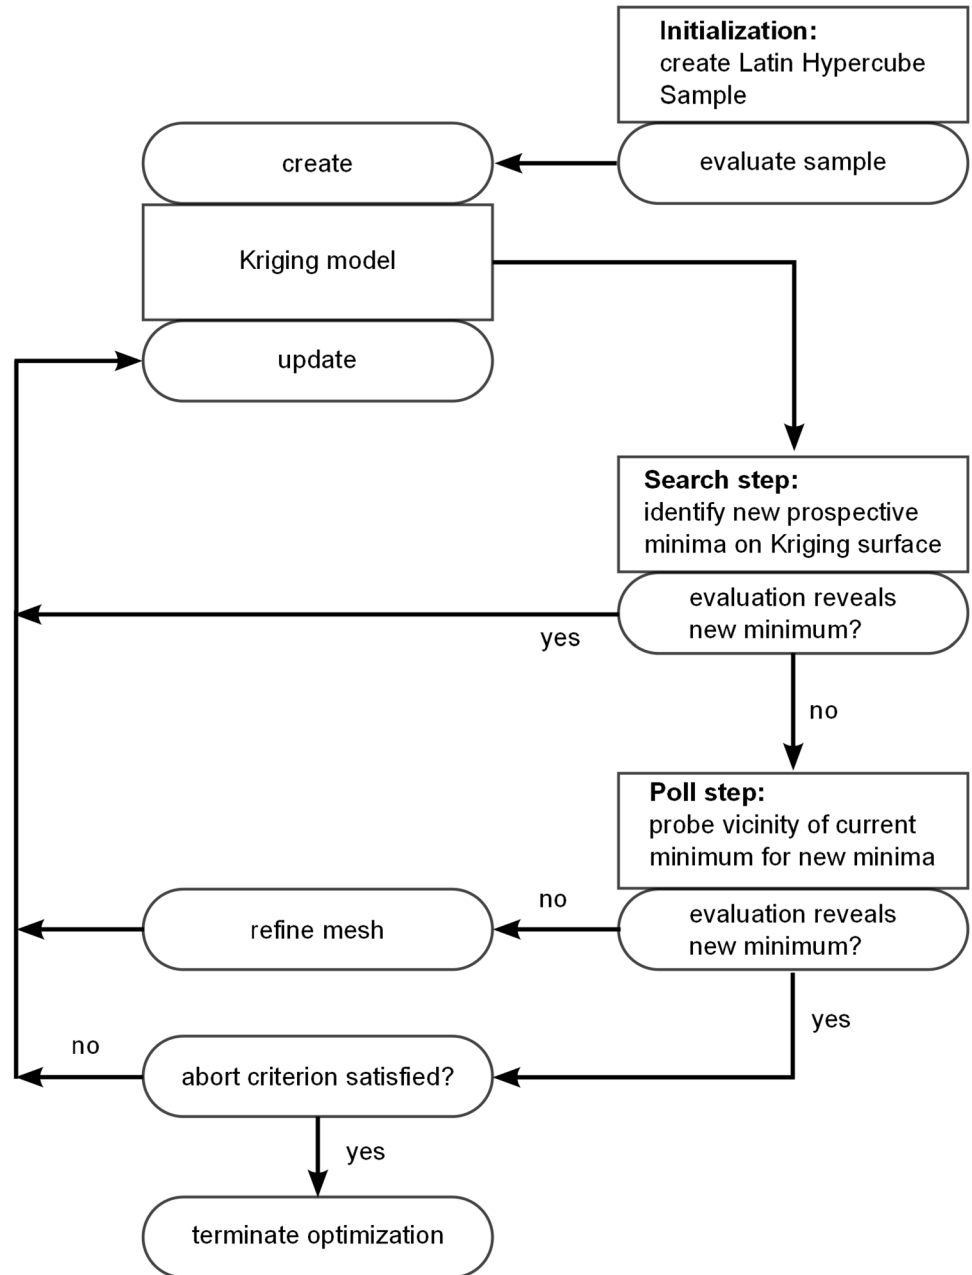 Initialization:
create Latin Hypercube
Sample
create
evaluate sample
Kriging model
update
Search step:
identify new prospective
minima on Kriging surface
evaluation reveals
new minimum?
yes
no
Poll step:
probe vicinity of current
minimum for new minima
no
evaluation reveals
new minimum?
refine mesh
yes
no
abort criterion satisfied?
yes
terminate optimization